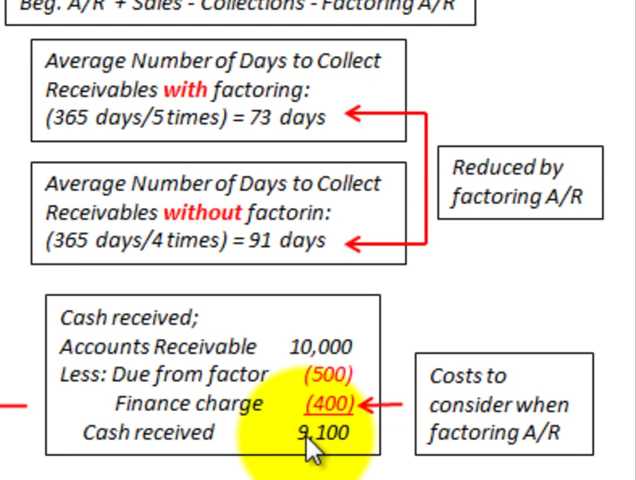 Beg. A/R + Sales - Collections - Factoring A/R
Average Number of Days to Collect
Receivables with factoring:
(365 days/5 times) = 73 days
Average Number of Days to Collect
Receivables without factorin:
(365 days/4 times) = 91 days
Reduced by
factoring A/R
Cash received;
Accounts Receivable 10,000
Less: Due from factor (500)
Finance charge (400)
Cash received 9,100
Costs to
consider when
factoring A/R